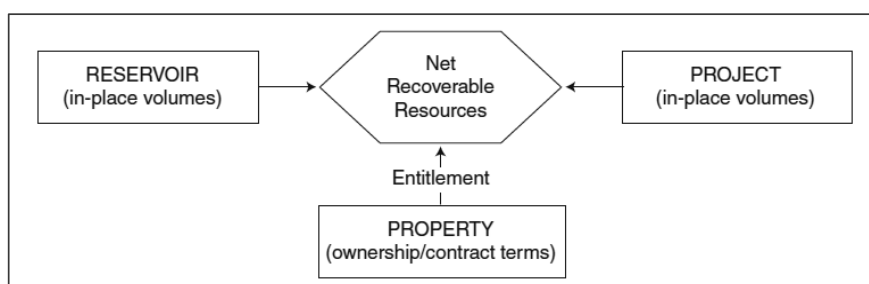 RESERVOIR
(in-place volumes)
Net
Recoverable
Resources
PROJECT
(in-place volumes)
Entitlement
PROPERTY
(ownership/contract terms)